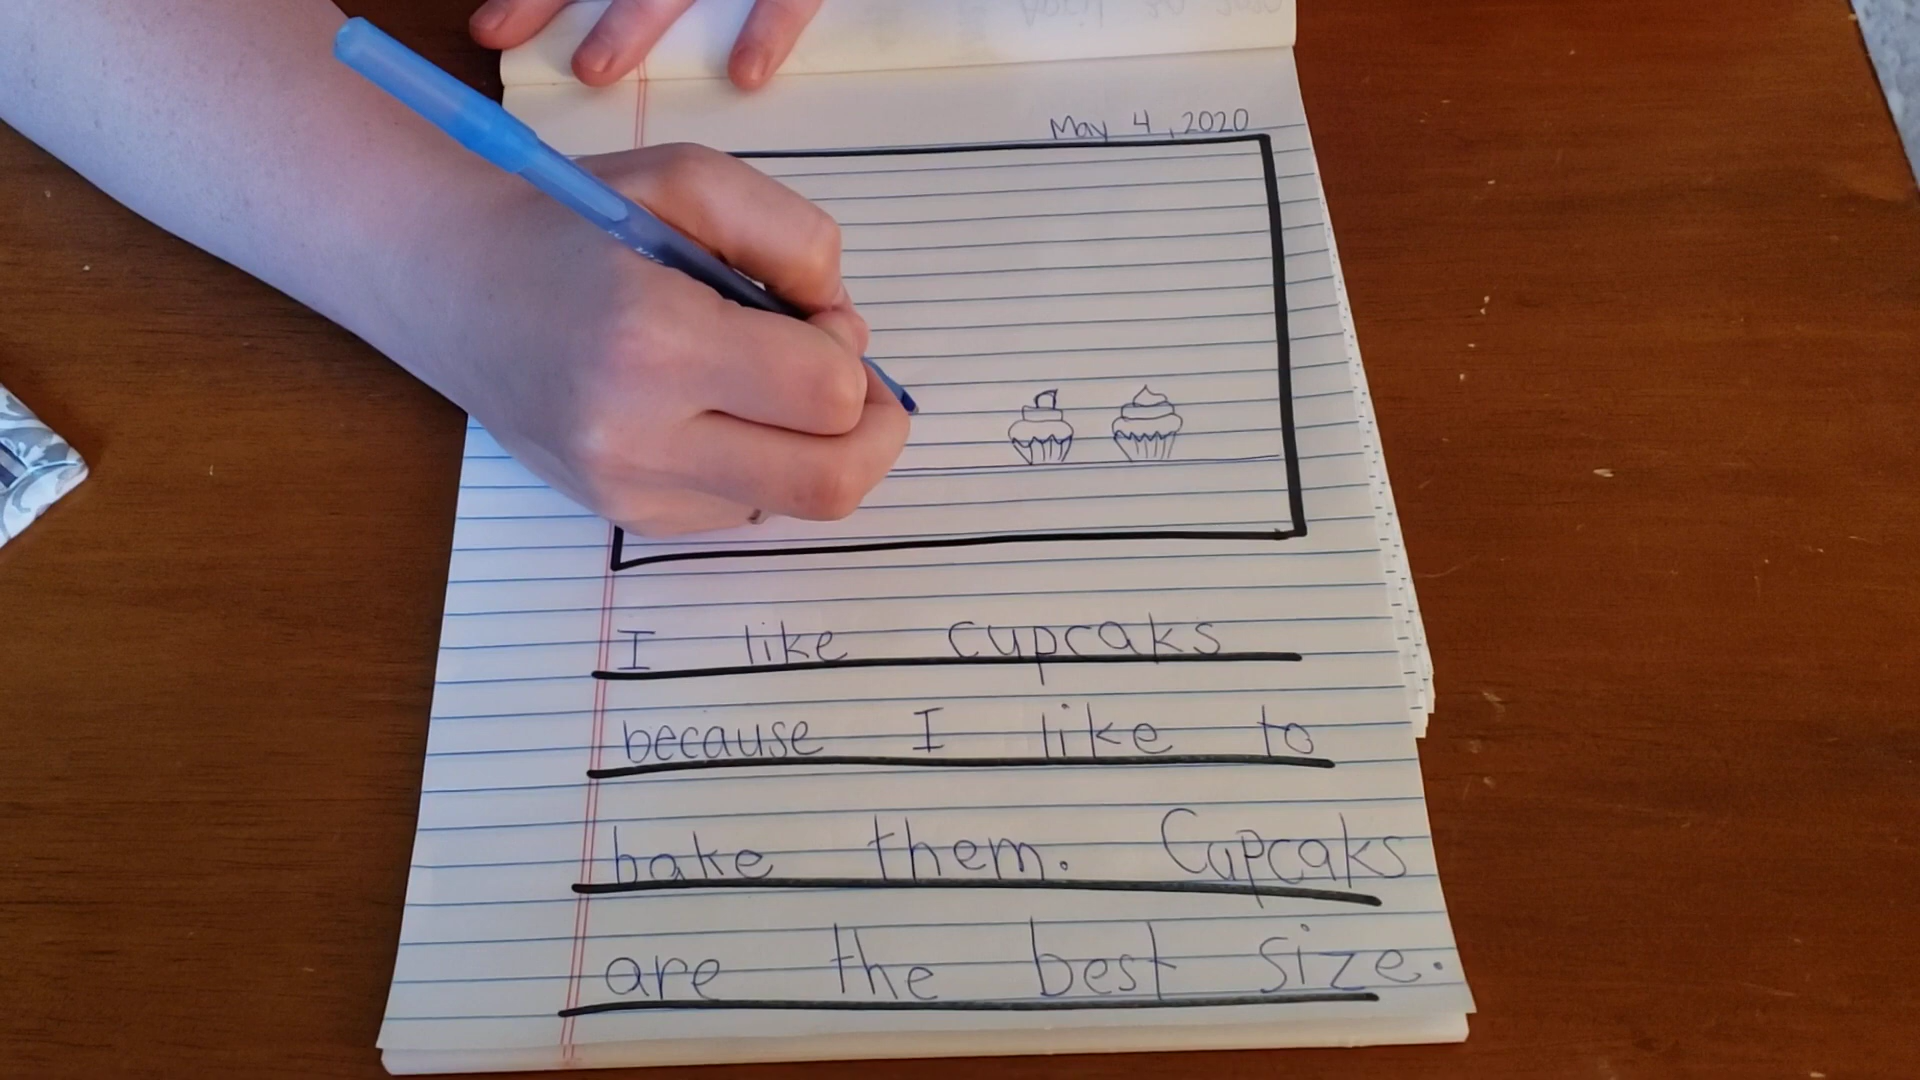 May 4, 2020
I like cupcaks
because I like to
bake them. Cupcaks
are the best size.